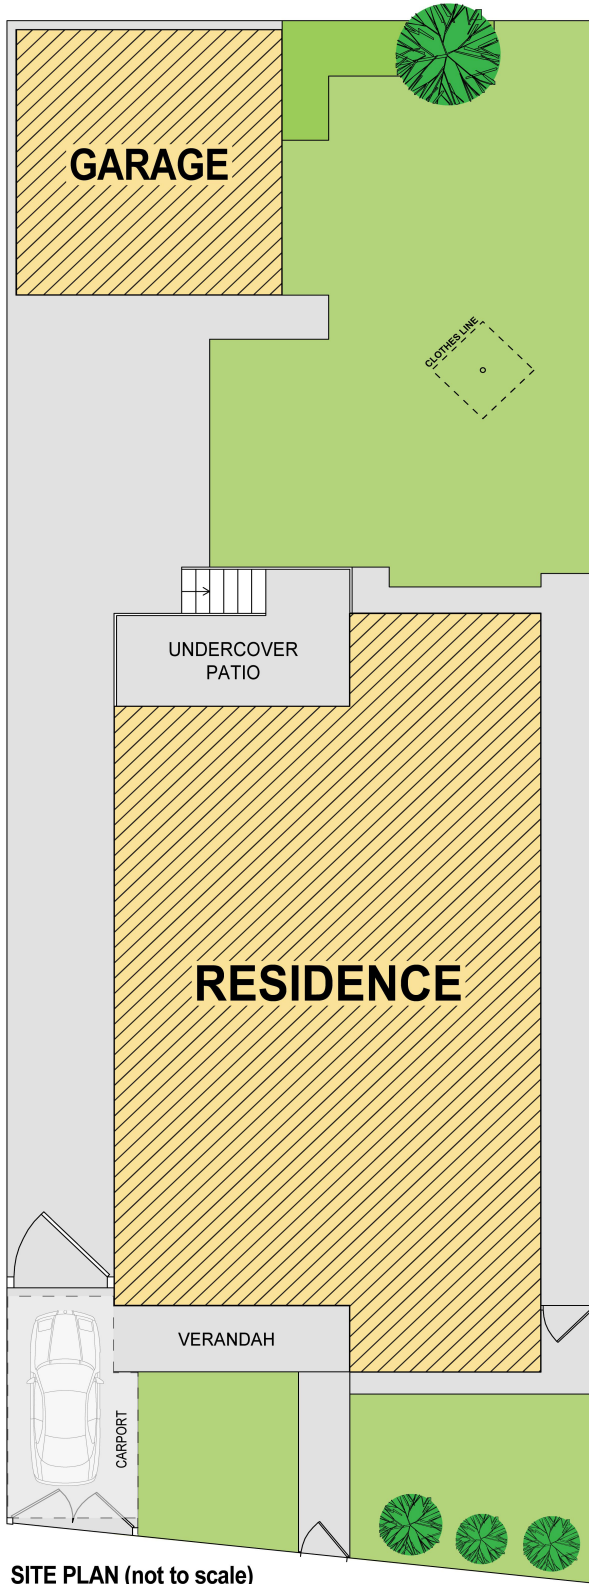 GARAGE
CLOTHES LINE
UNDERCOVER
PATIO
RESIDENCE
VERANDAH
CARPORT
SITE PLAN (not to scale)